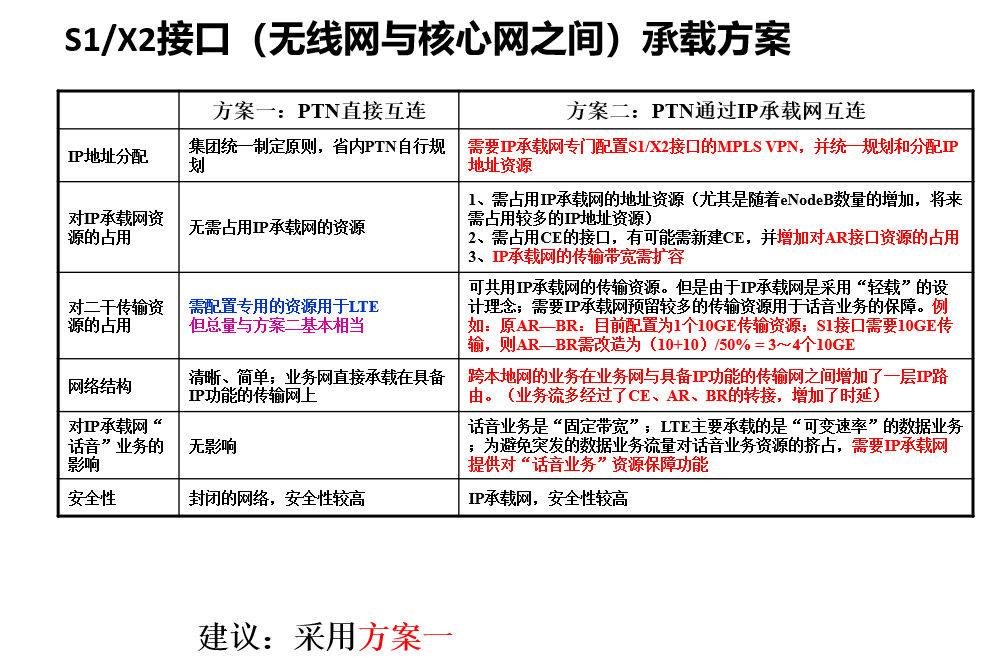 S1/X2接口（无线网与核心网之间）承载方案
方案一：PTN直接互连
方案二：PTN通过IP承载网互连
IP地址分配
集团统一制定原则，省内PTN自行规
划
需要IP承载网专门配置S1/X2接口的MPLS VPN，并统一规划和分配IP
地址资源
对IP承载网资
源的占用
无需占用IP承载网的资源
1、需占用IP承载网的地址资源（尤其是随着eNodeB数量的增加，将来
需占用较多的IP地址资源）
2、需占用CE的接口，有可能需新建CE，并增加对AR接口资源的占用
3、IP承载网的传输带宽需扩容
对二干传输资
源的占用
需配置专用的资源用于LTE
但总量与方案二基本相当
可共用IP承载网的传输资源。但是由于IP承载网是采用“轻载”的设
计理念；需要IP承载网预留较多的传输资源用于话音业务的保障。例
如：原AR—BR：目前配置为1个10GE传输资源；S1接口需要10GE传
输，则AR—BR需改造为（10+10）/50% = 3～4个10GE
网络结构
清晰、简单；业务网直接承载在具备
IP功能的传输网上
跨本地网的业务在业务网与具备IP功能的传输网之间增加了一层IP路
由。（业务流多经过了CE、AR、BR的转接，增加了时延）
对IP承载网“
话音”业务的
影响
无影响
话音业务是“固定带宽”；LTE主要承载的是“可变速率”的数据业务
；为避免突发的数据业务流量对话音业务资源的挤占，需要IP承载网
提供对“话音业务”资源保障功能
安全性
封闭的网络，安全性较高
IP承载网，安全性较高
建议：采用方案一